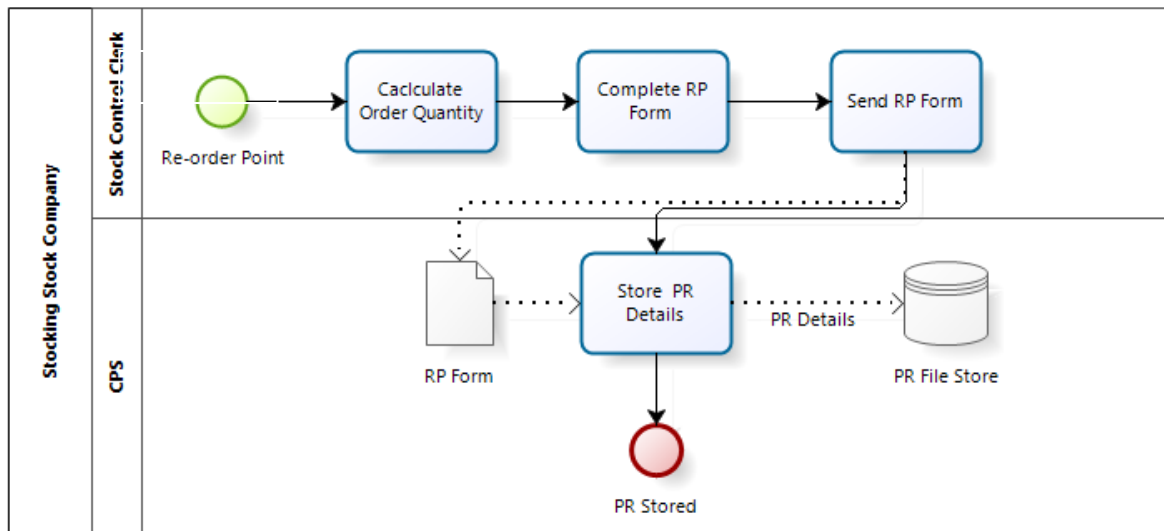 Stocking Stock Company
Stock Control Clerk
Caclculate
Order Quantity
Complete RP
Form
Send RP Form
Re-order Point
CPS
Store PR
Details
PR Details
RP Form
PR File Store
PR Stored